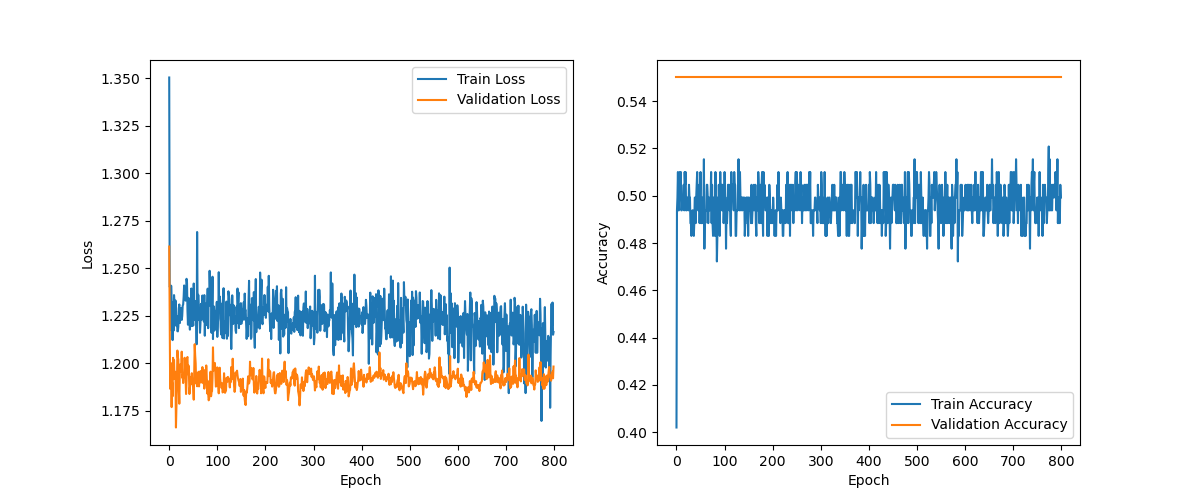 1.350
1.325
1.300
1.275
1.250
1.225
1.200
1.175
Loss
0 100 200 300 400 500 600 700 800
Epoch
Train Loss
Validation Loss
0.54
0.52
0.50
0.48
0.46
0.44
0.42
0.40
Accuracy
0 100 200 300 400 500 600 700 800
Epoch
Train Accuracy
Validation Accuracy